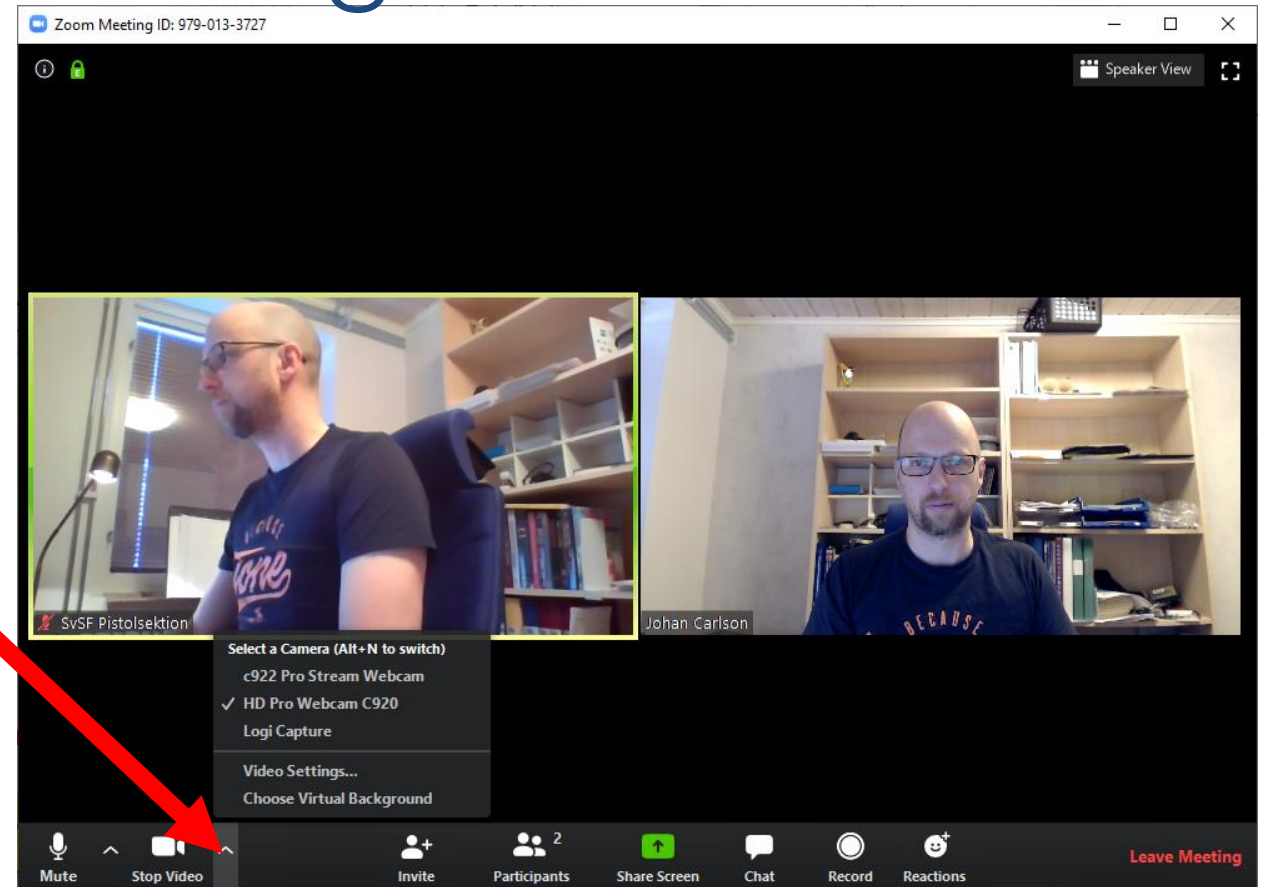 Zoom Meeting ID: 979-013-3727
Speaker View
SvSF Pistolsektion
Johan Carlson
BECAUSE
Select a Camera (Alt+N to switch)
c922 Pro Stream Webcam
HD Pro Webcam C920
Logi Capture
Video Settings...
Choose Virtual Background
2
Mute
Stop Video
Invite
Participants
Share Screen
Chat
Record
Reactions
Leave Meeting